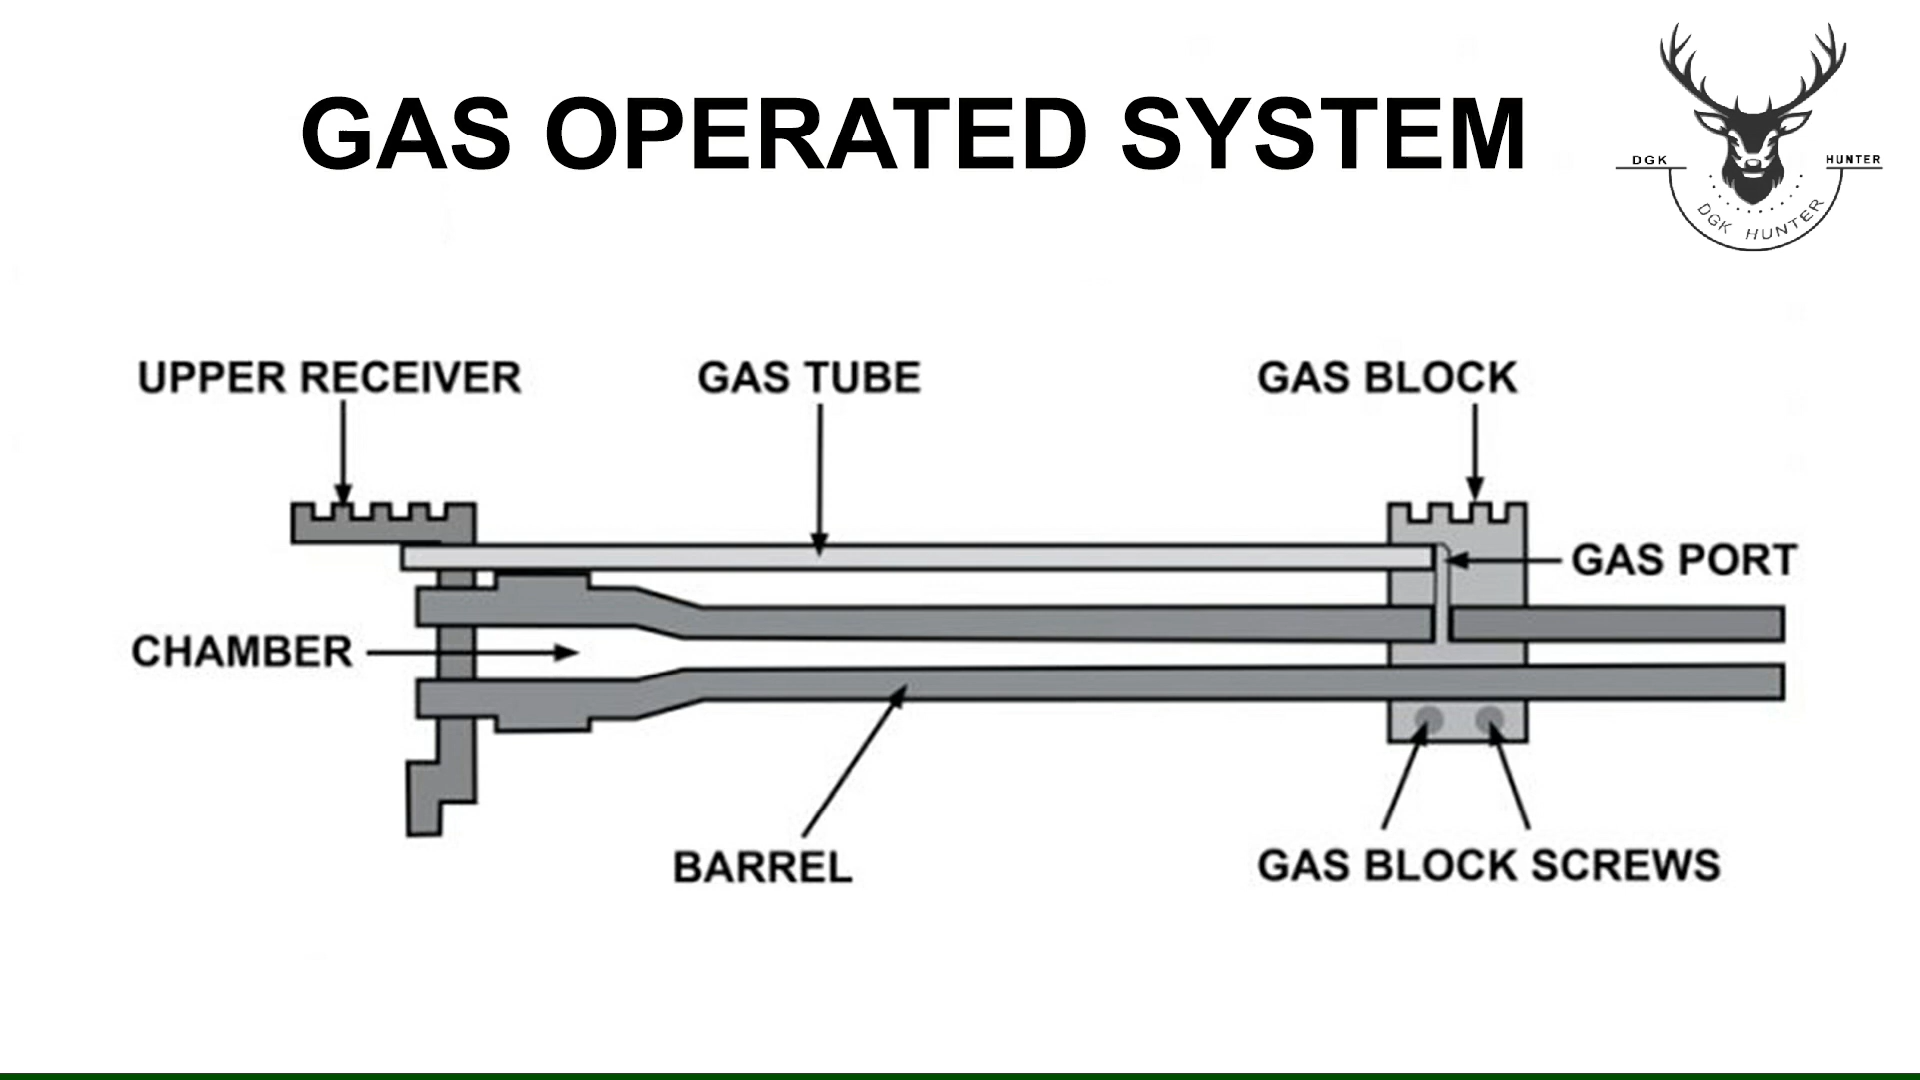 GAS OPERATED SYSTEM
DGK
HUNTER
DGK HUNTER
UPPER RECEIVER
GAS TUBE
GAS BLOCK
GAS PORT
CHAMBER
BARREL
GAS BLOCK SCREWS